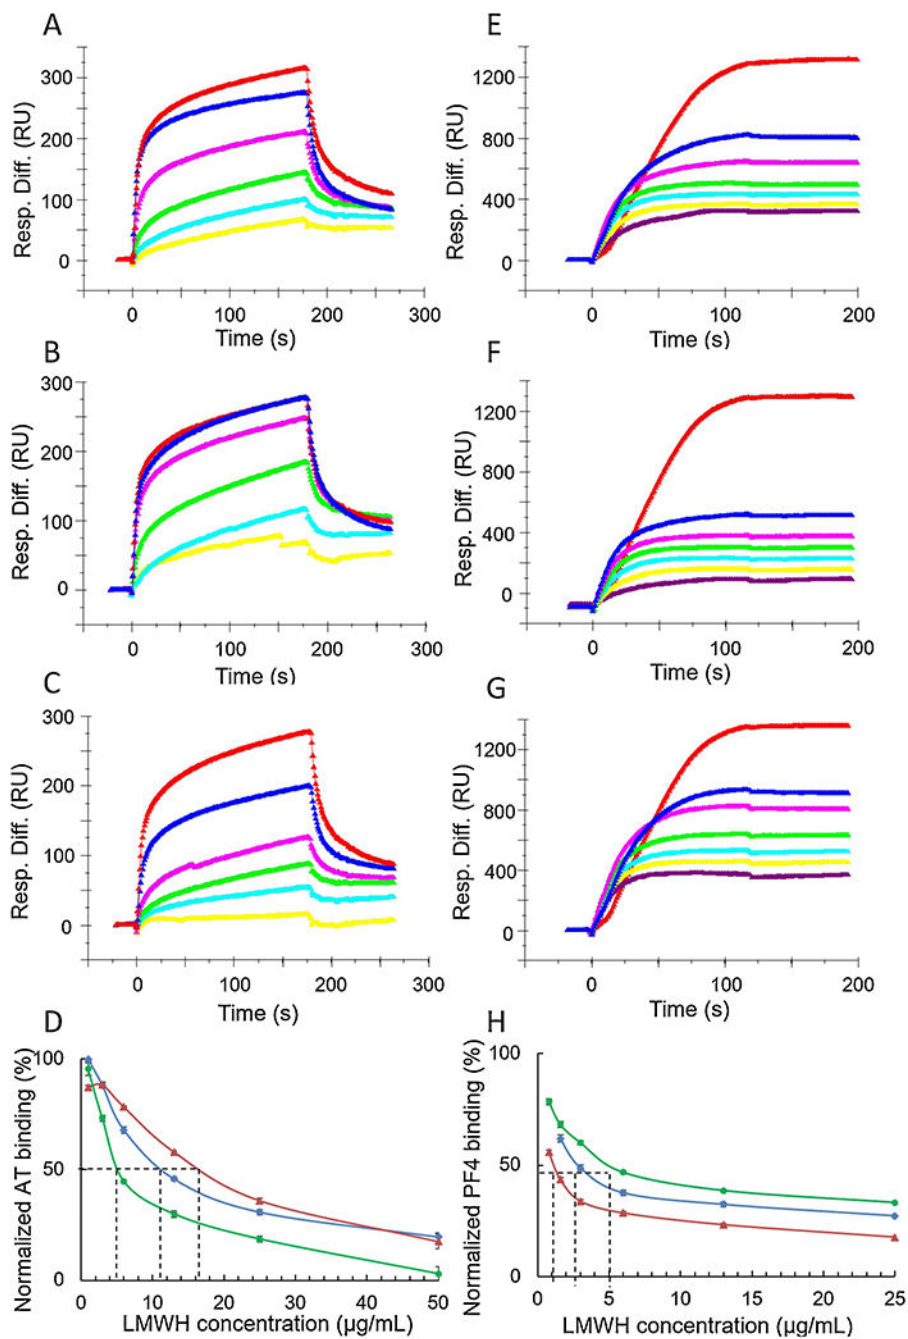 A
300
200
100
0
Resp. Diff. (RU)
0
100
200
300
Time (s)
E
1200
800
400
0
Resp. Diff. (RU)
0
100
200
Time (s)
B
300
200
100
0
Resp. Diff. (RU)
0
100
200
300
Time (s)
F
1200
800
400
0
Resp. Diff. (RU)
0
100
200
Time (s)
C
300
200
100
0
Resp. Diff. (RU)
0
100
200
300
Time (s)
G
1200
800
400
0
Resp. Diff. (RU)
0
100
200
Time (s)
D
100
50
0
Normalized AT binding (%)
0
10
20
30
40
50
LMWH concentration (µg/mL)
H
100
50
0
Normalized PF4 binding (%)
0
5
10
15
20
25
LMWH concentration (µg/mL)